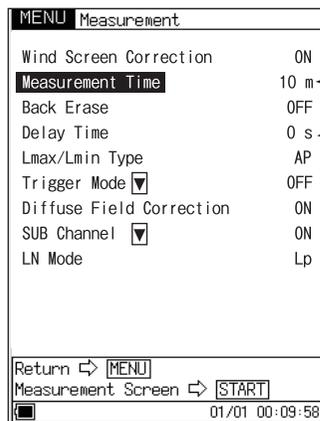 MENU Measurement
Wind Screen Correction ON
Measurement Time 10 m
Back Erase OFF
Delay Time 0 s
Lmax/Lmin Type AP
Trigger Mode ▼ OFF
Diffuse Field Correction ON
SUB Channel ▼ ON
LN Mode Lp
Return ⇨ MENU
Measurement Screen ⇨ START
01/01 00:09:58